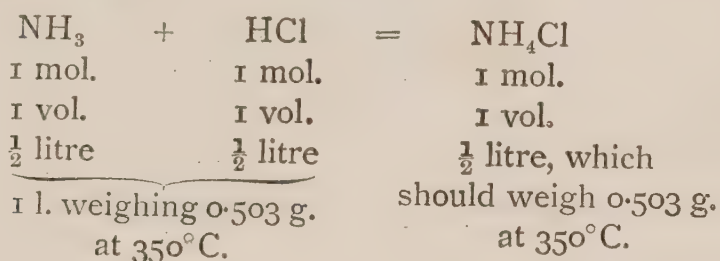 NH₃ + HCl = NH₄Cl
1 mol. 1 mol. 1 mol.
1 vol. 1 vol. 1 vol.
½ litre ½ litre ½ litre, which
1 l. weighing 0·503 g. should weigh 0·503 g.
at 350°C. at 350°C.